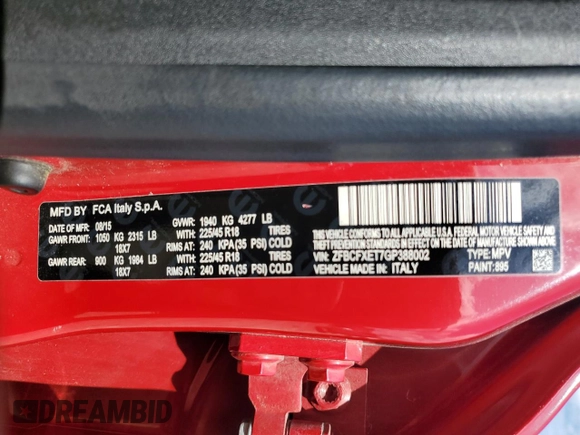 MFD BY FCA Italy S.p.A.
DATE OF MFR: 08/15 GVWR: 1940 KG 4277 LB
GAWR FRONT: 1050 KG 2315 LB WITH: 225/45 R18 TIRES
18X7 RIMS AT: 240 KPA (35 PSI) COLD
GAWR REAR: 900 KG 1984 LB WITH: 225/45 R18 TIRES
18X7 RIMS AT: 240 KPA (35 PSI) COLD
THIS VEHICLE CONFORMS TO ALL APPLICABLE U.S.A. FEDERAL MOTOR VEHICLE SAFETY AND
THEFT PREVENTION STANDARDS IN EFFECT ON THE DATE OF MANUFACTURE SHOWN ABOVE.
VIN: ZFBCFXET7GP388002 TYPE: MPV
VEHICLE MADE IN: ITALY PAINT: 895
DREAMBID